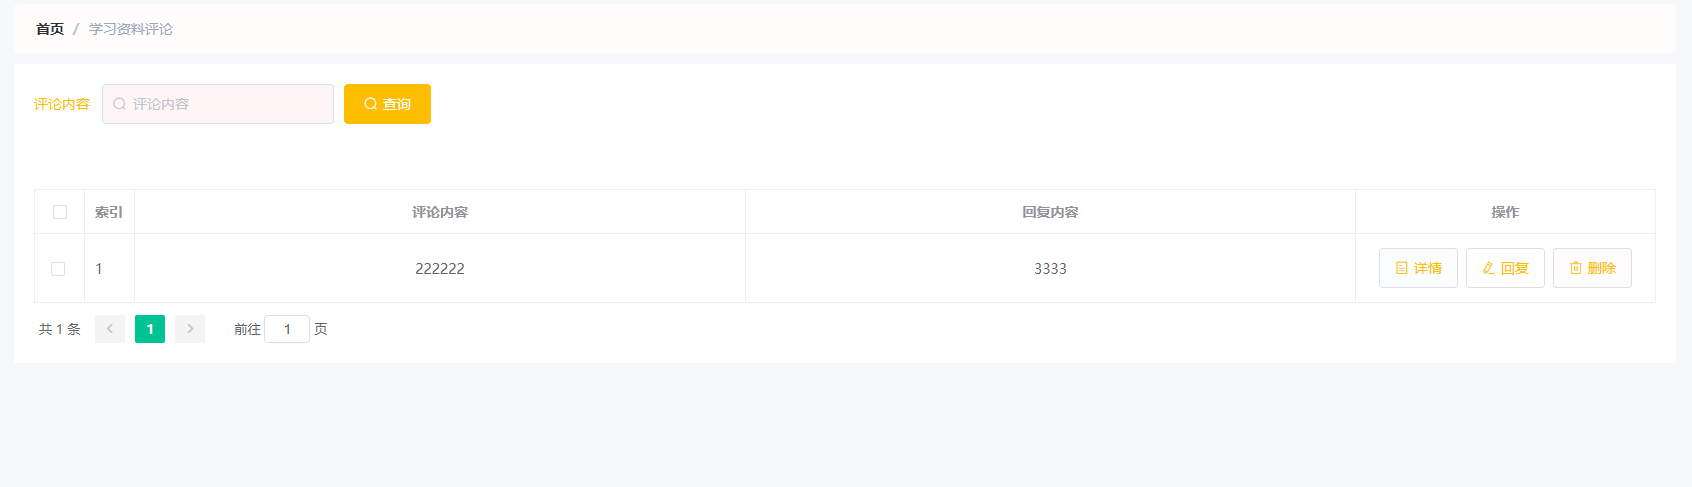 首页 / 学习资料评论
评论内容 评论内容 查询
索引 评论内容 回复内容 操作
1 222222 3333 详情 回复 删除
共 1 条 1 前往 1 页